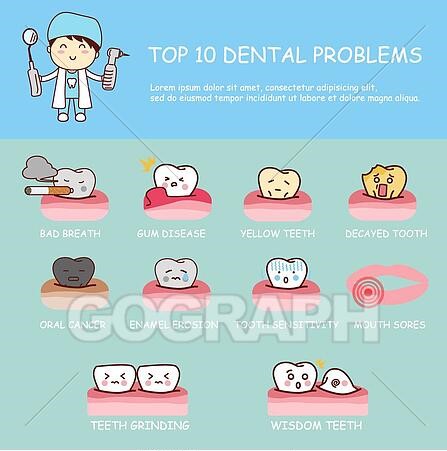 TOP 10 DENTAL PROBLEMS
Lorem ipsum dolor sit amet, consectetur adipiscing elit,
sed do eiusmod tempor incididunt ut labore et dolore magna aliqua.
BAD BREATH GUM DISEASE YELLOW TEETH DECAYED TOOTH
GOGRAPH
ORAL CANCER ENAMEL EROSION TOOTH SENSITIVITY MOUTH SORES
TEETH GRINDING WISDOM TEETH